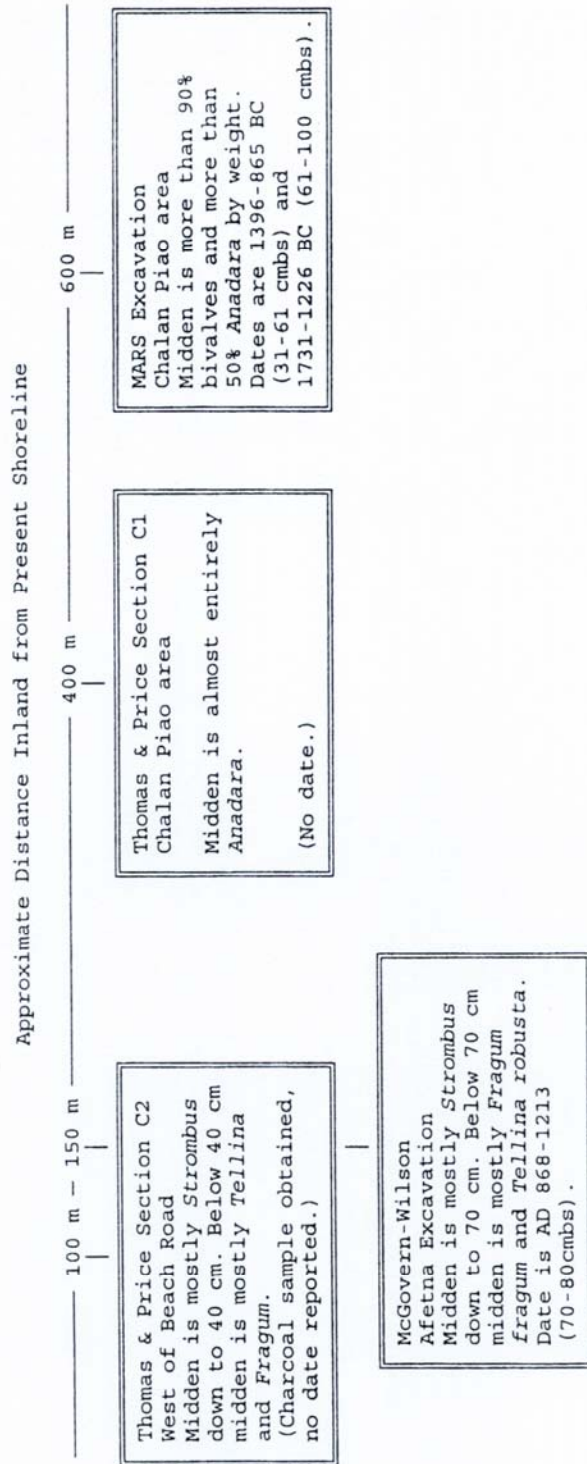 Approximate Distance Inland from Present Shoreline
100 m — 150 m
400 m
600 m
Thomas & Price Section C2
West of Beach Road
Midden is mostly Strombus
down to 40 cm. Below 40 cm
midden is mostly Tellina
and Fragum.
(Charcoal sample obtained,
no date reported.)
McGovern-Wilson
Afetna Excavation
Midden is mostly Strombus
down to 70 cm. Below 70 cm
midden is mostly Fragum
fragum and Tellina robusta.
Date is AD 868-1213
(70-80cmbs).
Thomas & Price Section C1
Chalan Piao area
Midden is almost entirely
Anadara.
(No date.)
MARS Excavation
Chalan Piao area
Midden is more than 90%
bivalves and more than
50% Anadara by weight.
Dates are 1396-865 BC
(31-61 cmbs) and
1731-1226 BC (61-100 cmbs).